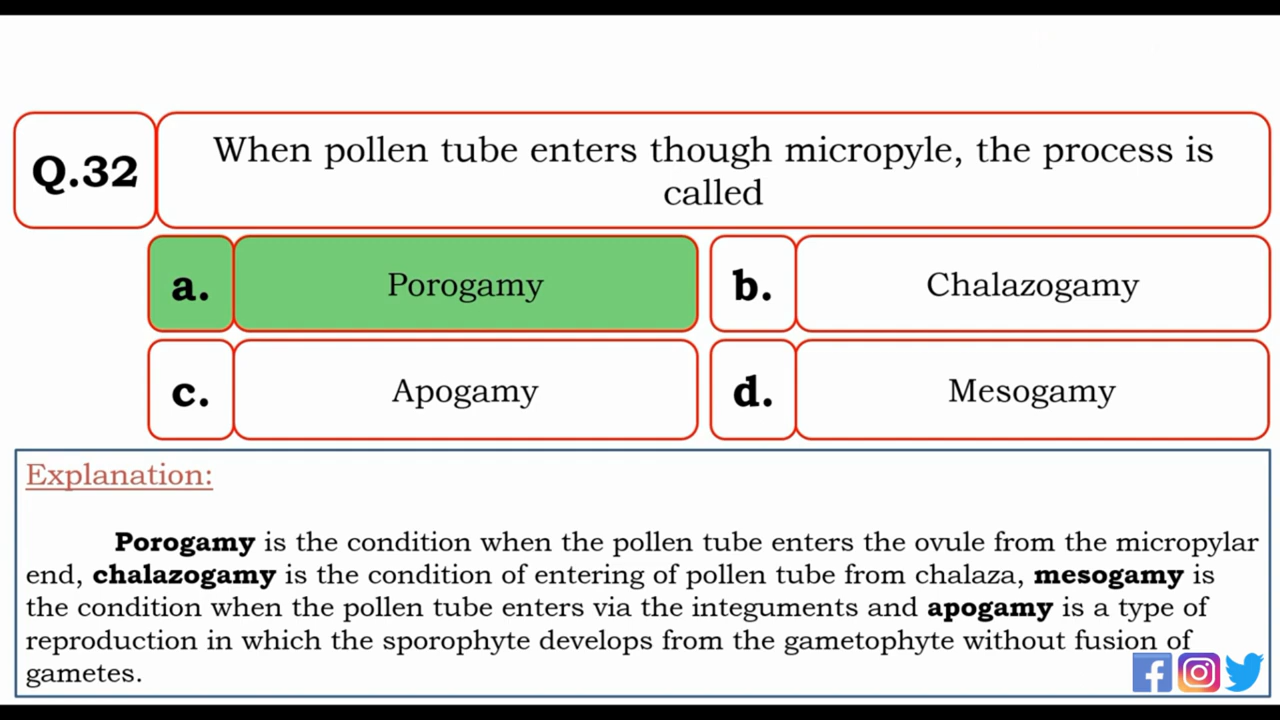 Q.32
When pollen tube enters though micropyle, the process is
called
a.
Porogamy
b.
Chalazogamy
c.
Apogamy
d.
Mesogamy
Explanation:
Porogamy is the condition when the pollen tube enters the ovule from the micropylar
end, chalazogamy is the condition of entering of pollen tube from chalaza, mesogamy is
the condition when the pollen tube enters via the integuments and apogamy is a type of
reproduction in which the sporophyte develops from the gametophyte without fusion of
gametes.